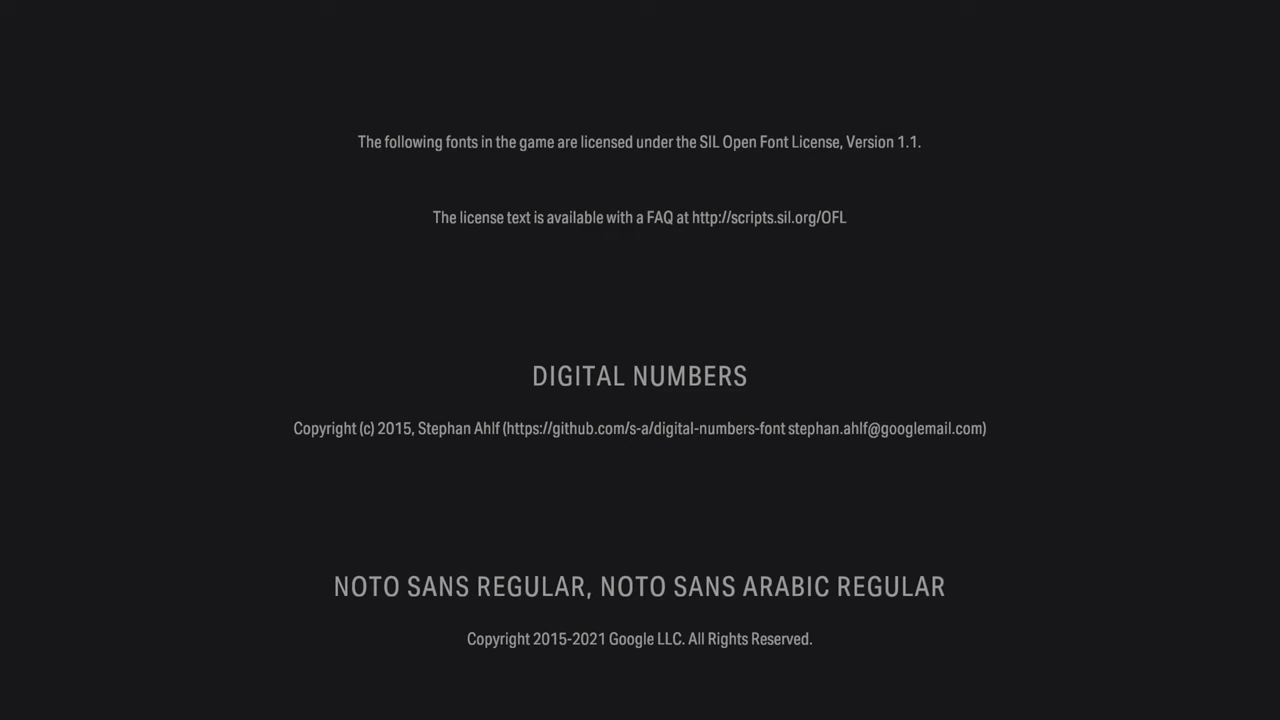 The following fonts in the game are licensed under the SIL Open Font License, Version 1.1.
The license text is available with a FAQ at http://scripts.sil.org/OFL
DIGITAL NUMBERS
Copyright (c) 2015, Stephan Ahlf (https://github.com/s-a/digital-numbers-font stephan.ahlf@googlemail.com)
NOTO SANS REGULAR, NOTO SANS ARABIC REGULAR
Copyright 2015-2021 Google LLC. All Rights Reserved.